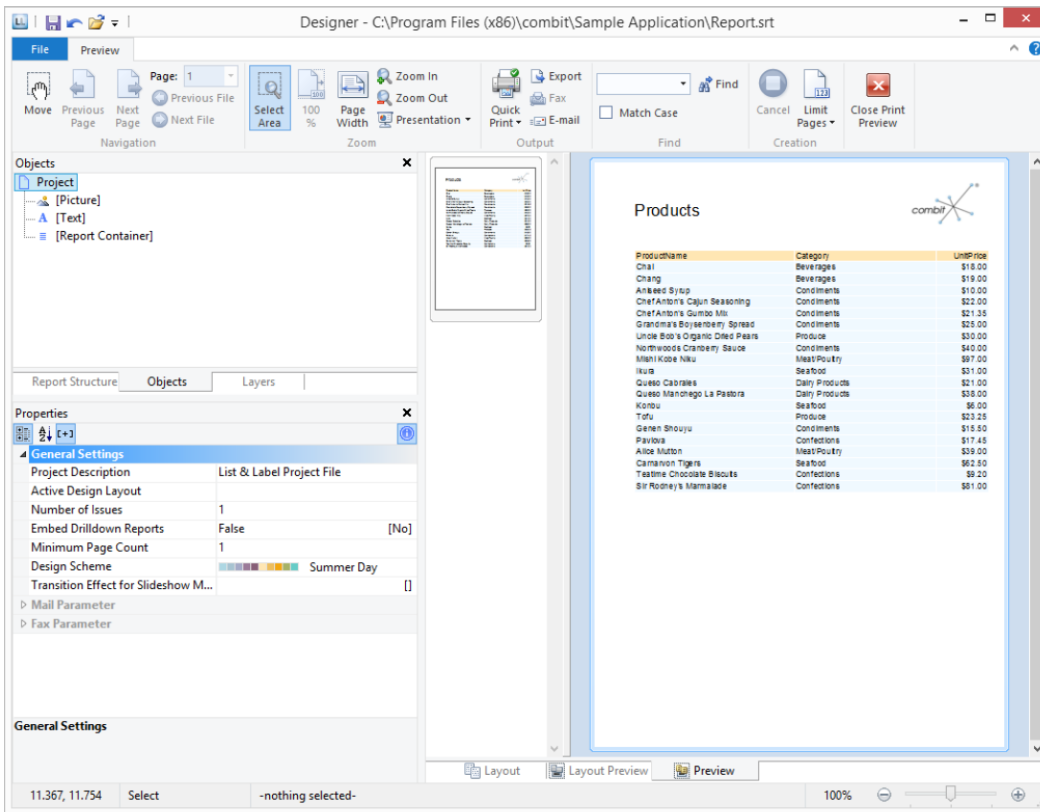 Designer - C:\Program Files (x86)\combit\Sample Application\Report.srt
File Preview
Move Previous Page Next Page Page: 1 Previous File Next File
Navigation
Select Area 100 % Page Width Zoom In Zoom Out Presentation
Zoom
Quick Print Export Fax E-mail
Output
Find Match Case
Find
Cancel Limit Pages
Creation
Close Print Preview
Objects
Project
[Picture]
[Text]
[Report Container]
Report Structure Objects Layers
Properties
General Settings
Project Description List & Label Project File
Active Design Layout
Number of Issues 1
Embed Drilldown Reports False [No]
Minimum Page Count 1
Design Scheme Summer Day
Transition Effect for Slideshow M... []
Mail Parameter
Fax Parameter
General Settings
Products
combit
ProductName Category UnitPrice
Chai Beverages $18.00
Chang Beverages $19.00
Aniseed Syrup Condiments $10.00
Chef Anton's Cajun Seasoning Condiments $22.00
Chef Anton's Gumbo Mix Condiments $21.35
Grandma's Boysenberry Spread Condiments $25.00
Uncle Bob's Organic Dried Pears Produce $30.00
Northwoods Cranberry Sauce Condiments $40.00
Mishi Kobe Niku Meat/Poultry $97.00
Ikura Seafood $31.00
Queso Cabrales Dairy Products $21.00
Queso Manchego La Pastora Dairy Products $38.00
Konbu Seafood $6.00
Tofu Produce $23.25
Genen Shouyu Condiments $15.50
Pavlova Confections $17.45
Alice Mutton Meat/Poultry $39.00
Carnarvon Tigers Seafood $62.50
Teatime Chocolate Biscuits Confections $9.20
Sir Rodney's Marmalade Confections $81.00
Layout Layout Preview Preview
11.367, 11.754 Select -nothing selected- 100%